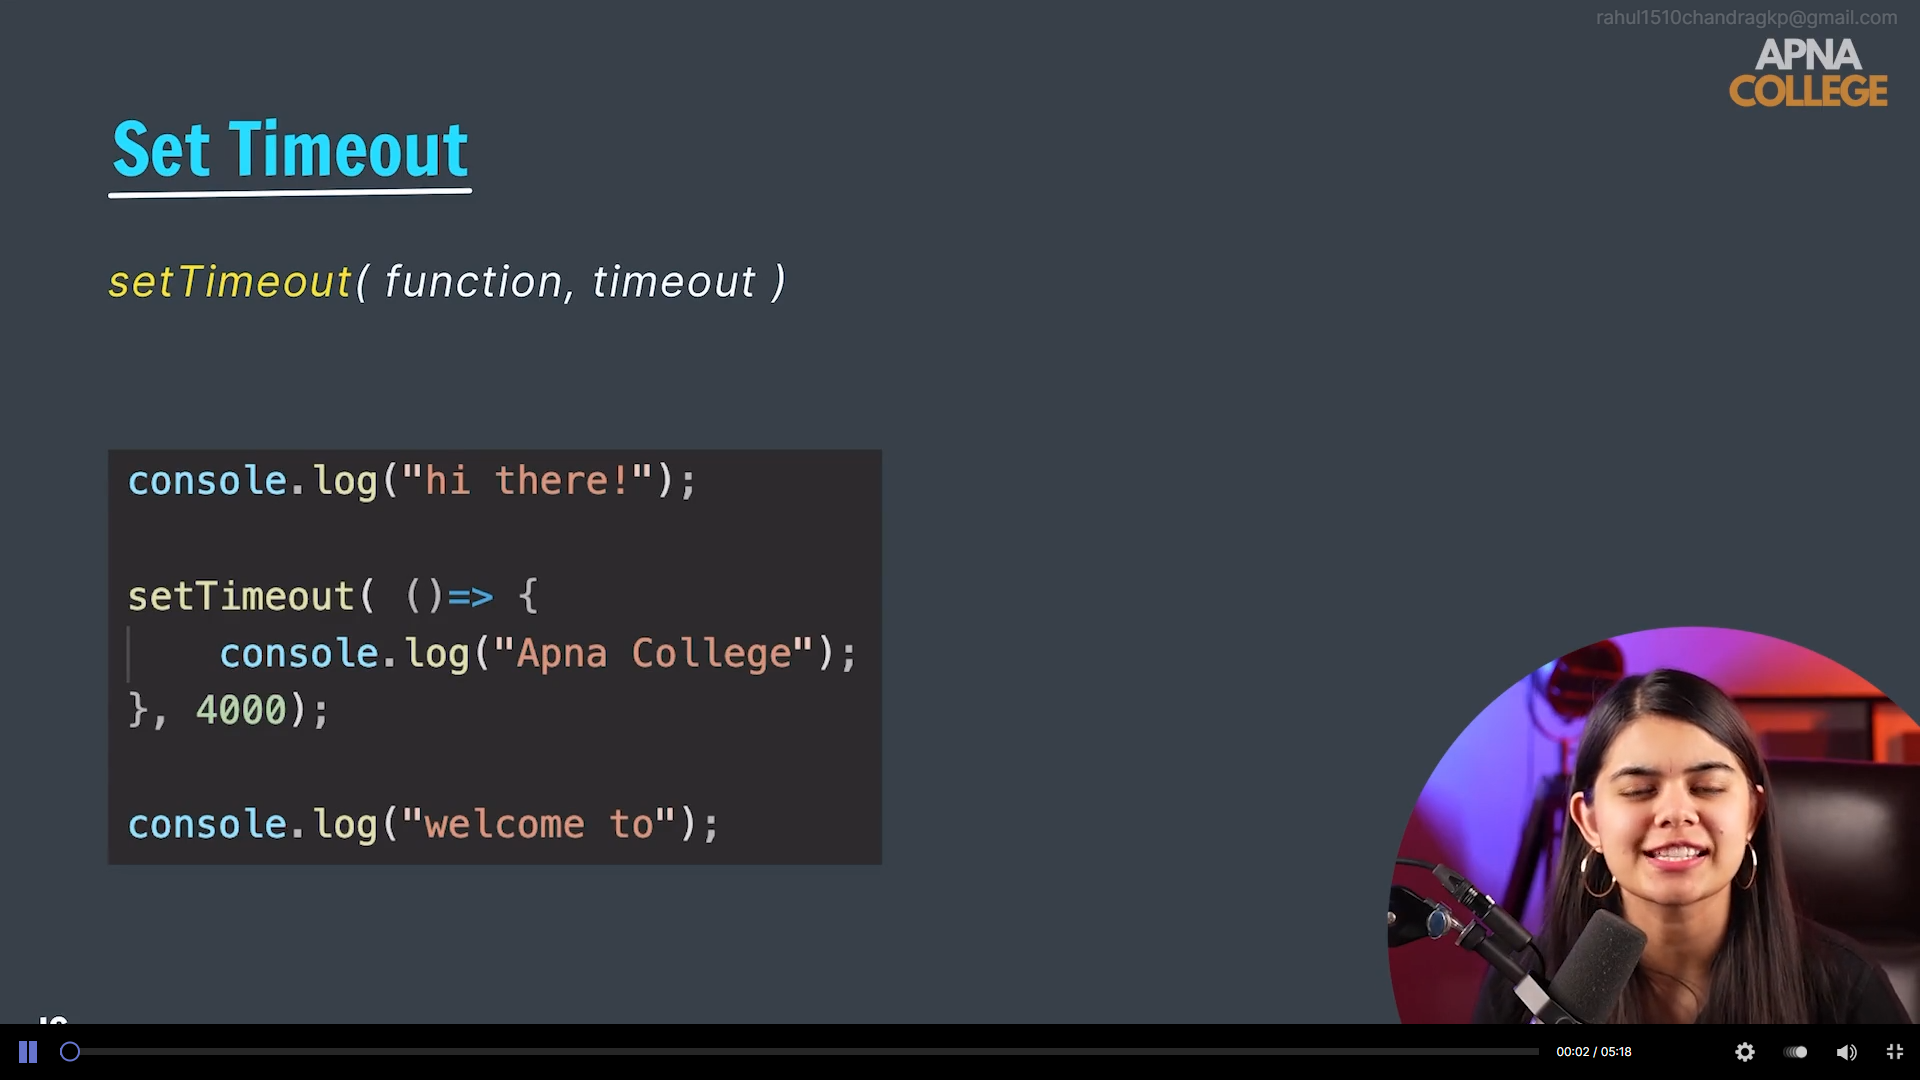 rahul1510chandragkp@gmail.com
APNA
COLLEGE
Set Timeout
setTimeout( function, timeout )
console.log("hi there!");
setTimeout( ()=> {
    console.log("Apna College");
}, 4000);
console.log("welcome to");
00:02 / 05:18